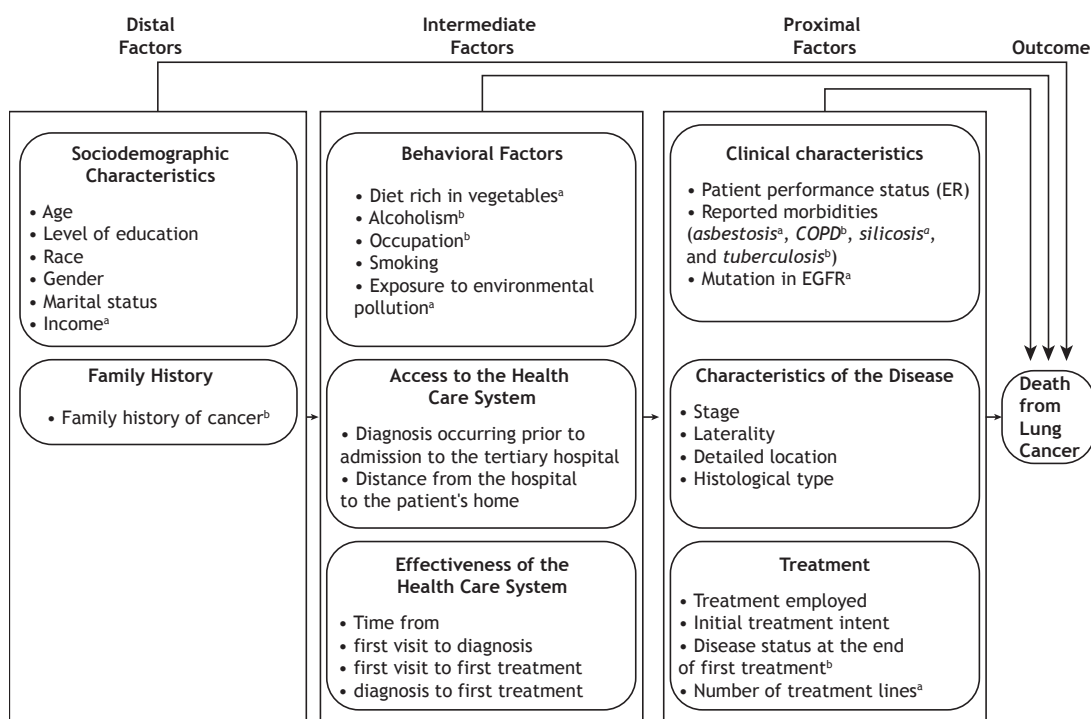 Distal
Factors
Intermediate
Factors
Proximal
Factors
Outcome
Sociodemographic
Characteristics
• Age
• Level of education
• Race
• Gender
• Marital status
• Incomeᵃ
Family History
• Family history of cancerᵇ
Behavioral Factors
• Diet rich in vegetablesᵃ
• Alcoholismᵇ
• Occupationᵇ
• Smoking
• Exposure to environmental
pollutionᵃ
Access to the Health
Care System
• Diagnosis occurring prior to
admission to the tertiary hospital
• Distance from the hospital
to the patient's home
Effectiveness of the
Health Care System
• Time from
• first visit to diagnosis
• first visit to first treatment
• diagnosis to first treatment
Clinical characteristics
• Patient performance status (ER)
• Reported morbidities
(asbestosisᵃ, COPDᵇ, silicosisᵃ,
and tuberculosisᵇ)
• Mutation in EGFRᵃ
Characteristics of the Disease
• Stage
• Laterality
• Detailed location
• Histological type
Treatment
• Treatment employed
• Initial treatment intent
• Disease status at the end
of first treatmentᵇ
• Number of treatment linesᵃ
Death
from
Lung
Cancer